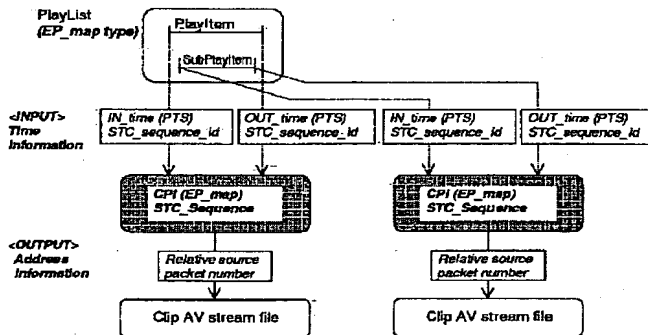 PlayList
(EP_map type)
PlayItem
SubPlayItem
<INPUT>
Time
Information
IN_time (PTS)
STC_sequence_id
OUT_time (PTS)
STC_sequence_id
IN_time (PTS)
STC_sequence_id
OUT_time (PTS)
STC_sequence_id
CPI (EP_map)
STC_Sequence
CPI (EP_map)
STC_Sequence
<OUTPUT>
Address
Information
Relative source
packet number
Relative source
packet number
Clip AV stream file
Clip AV stream file